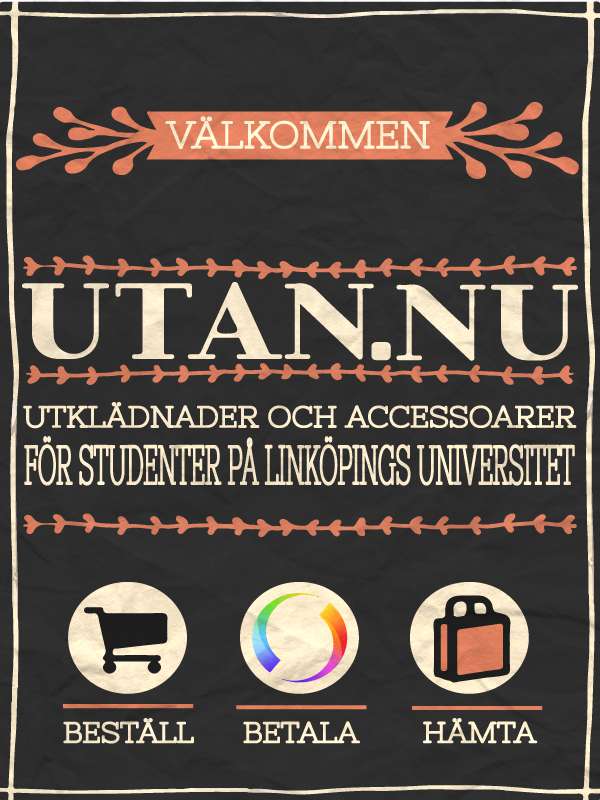 VÄLKOMMEN
UTAN.NU
UTKLÄDNADER OCH ACCESSOARER
FÖR STUDENTER PÅ LINKÖPINGS UNIVERSITET
BESTÄLL BETALA HÄMTA